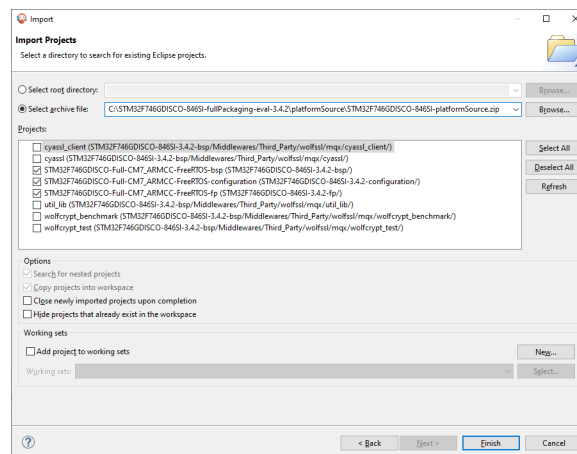 Import
Import Projects
Select a directory to search for existing Eclipse projects.
Select root directory:
Browse...
Select archive file:
C:\STM32F746GDISCO-846SI-fullPackaging-eval-3.4.2\platformSource\STM32F746GDISCO-846SI-platformSource.zip
Browse...
Projects:
cyassl_client (STM32F746GDISCO-846SI-3.4.2-bsp/Middlewares/Third_Party/wolfssl/mqx/cyassl_client/)
cyassl (STM32F746GDISCO-846SI-3.4.2-bsp/Middlewares/Third_Party/wolfssl/mqx/cyassl/)
STM32F746GDISCO-Full-CM7_ARMCC-FreeRTOS-bsp (STM32F746GDISCO-846SI-3.4.2-bsp/)
STM32F746GDISCO-Full-CM7_ARMCC-FreeRTOS-configuration (STM32F746GDISCO-846SI-3.4.2-configuration/)
STM32F746GDISCO-Full-CM7_ARMCC-FreeRTOS-fp (STM32F746GDISCO-846SI-3.4.2-fp/)
util_lib (STM32F746GDISCO-846SI-3.4.2-bsp/Middlewares/Third_Party/wolfssl/mqx/util_lib/)
wolfcrypt_benchmark (STM32F746GDISCO-846SI-3.4.2-bsp/Middlewares/Third_Party/wolfssl/mqx/wolfcrypt_benchmark/)
wolfcrypt_test (STM32F746GDISCO-846SI-3.4.2-bsp/Middlewares/Third_Party/wolfssl/mqx/wolfcrypt_test/)
Select All
Deselect All
Refresh
Options
Search for nested projects
Copy projects into workspace
Close newly imported projects upon completion
Hide projects that already exist in the workspace
Working sets
Add project to working sets
New...
Working sets:
Select...
?
< Back
Next >
Finish
Cancel